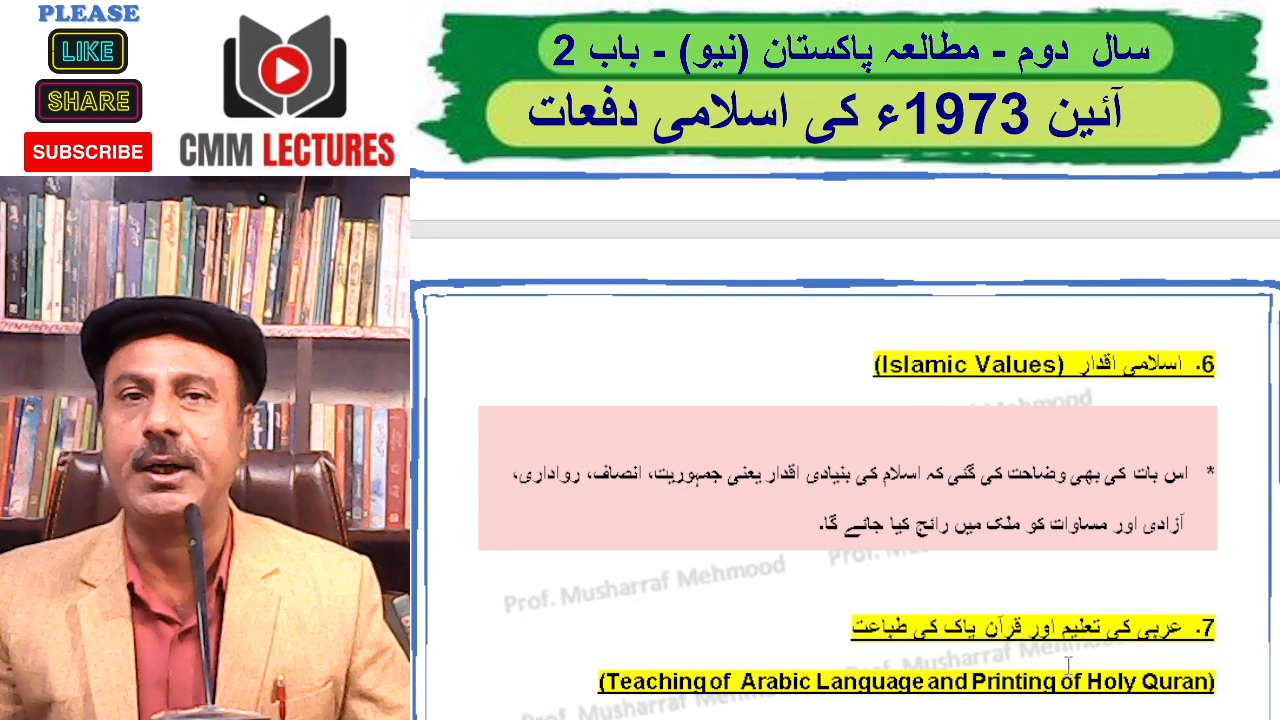 PLEASE
LIKE
SHARE
SUBSCRIBE
CMM LECTURES
سال دوم - مطالعہ پاکستان (نیو) - باب 2
آئین 1973ء کی اسلامی دفعات
6. اسلامی اقدار (Islamic Values)
* اس بات کی بھی وضاحت کی گئی کہ اسلام کی بنیادی اقدار یعنی جمہوریت، انصاف، رواداری،
آزادی اور مساوات کو ملک میں رائج کیا جائے گا۔
Prof. Musharraf Mehmood
7. عربی کی تعلیم اور قرآن پاک کی طباعت
Prof. Musharraf Mehmood
(Teaching of Arabic Language and Printing of Holy Quran)